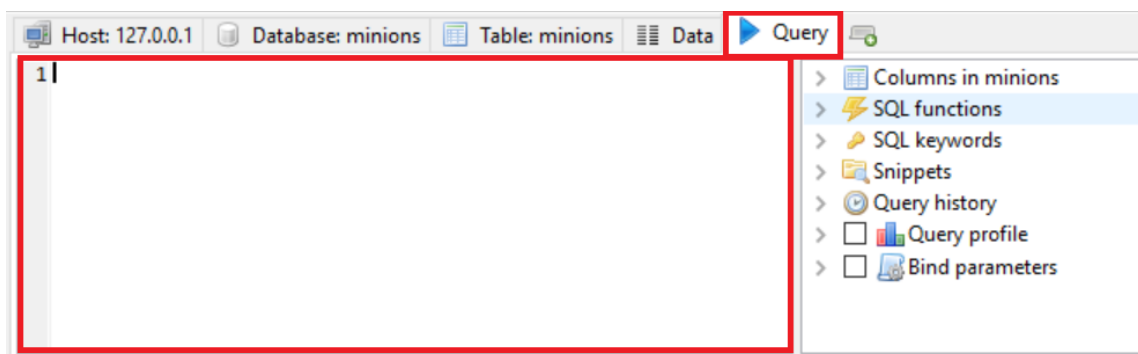 Host: 127.0.0.1 Database: minions Table: minions Data Query
1
Columns in minions
SQL functions
SQL keywords
Snippets
Query history
Query profile
Bind parameters